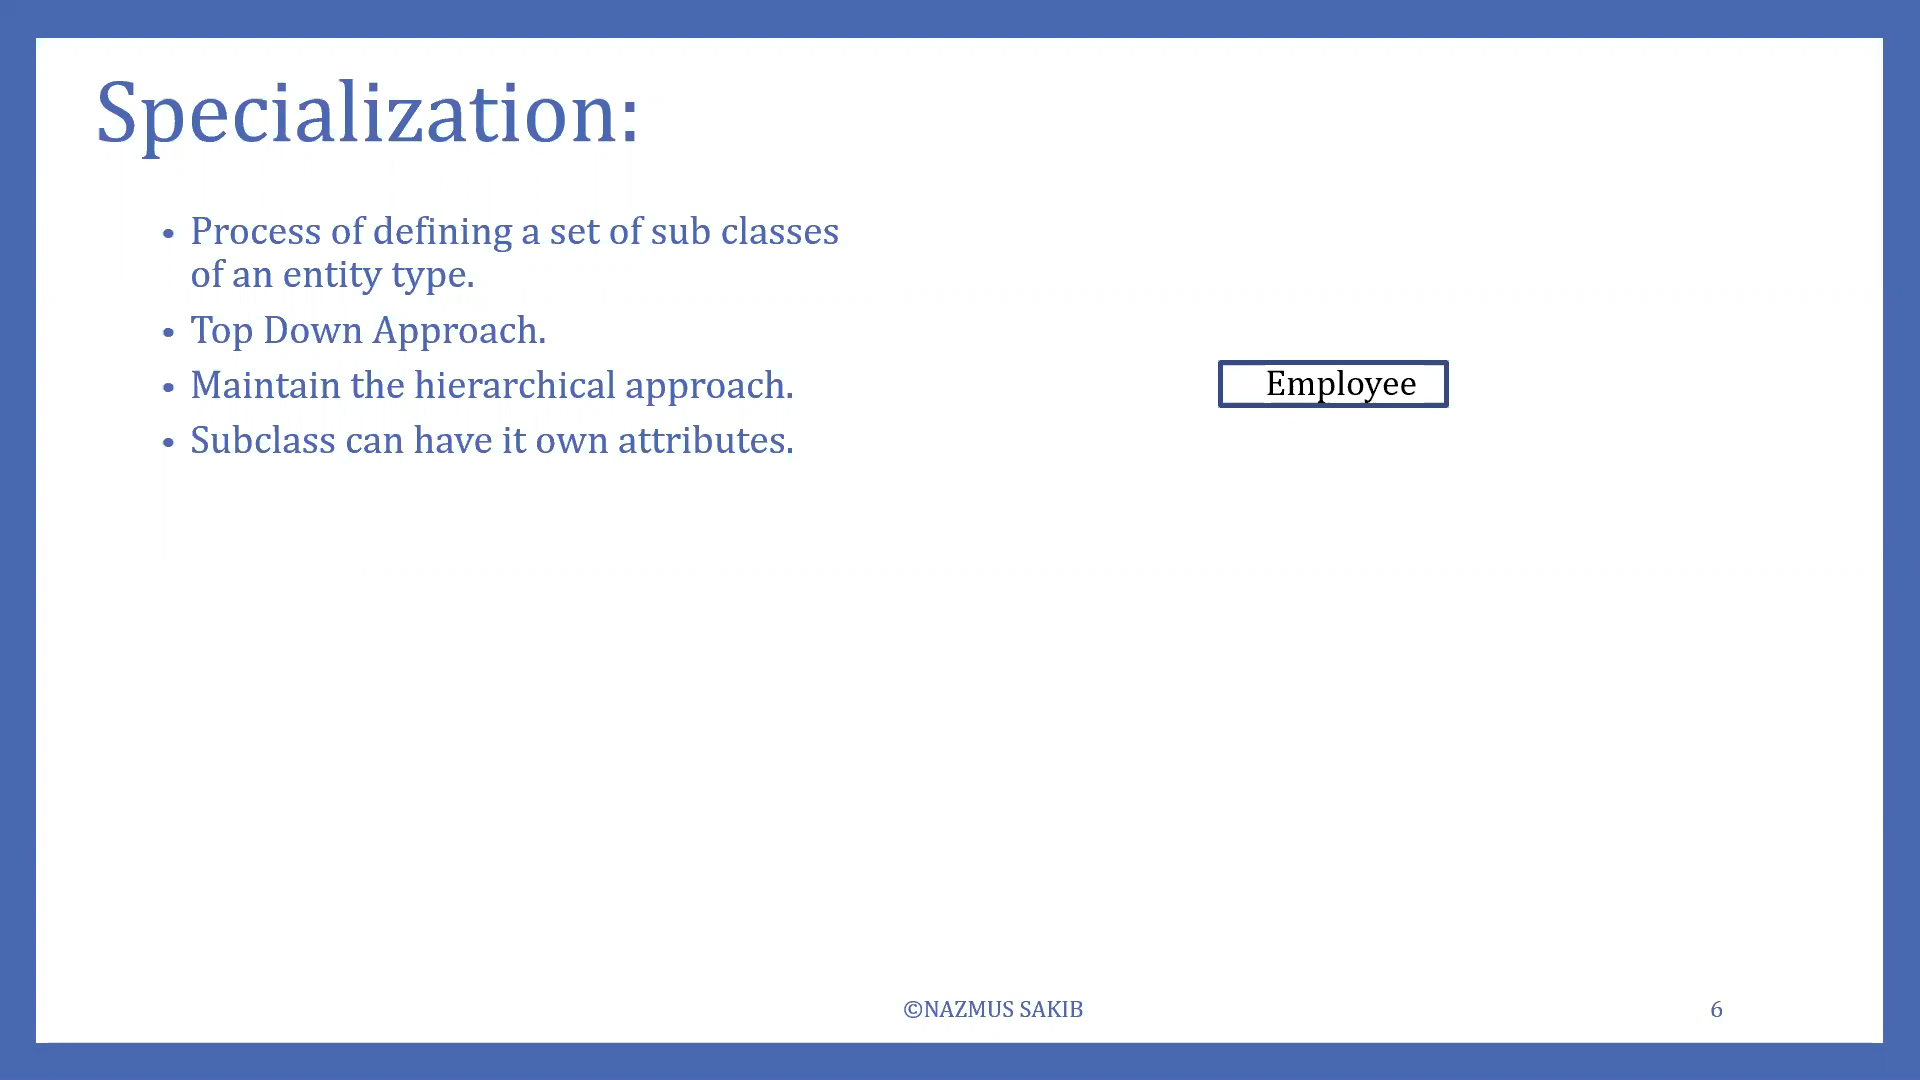 Specialization:
• Process of defining a set of sub classes
of an entity type.
• Top Down Approach.
• Maintain the hierarchical approach.
• Subclass can have it own attributes.
Employee
©NAZMUS SAKIB
6